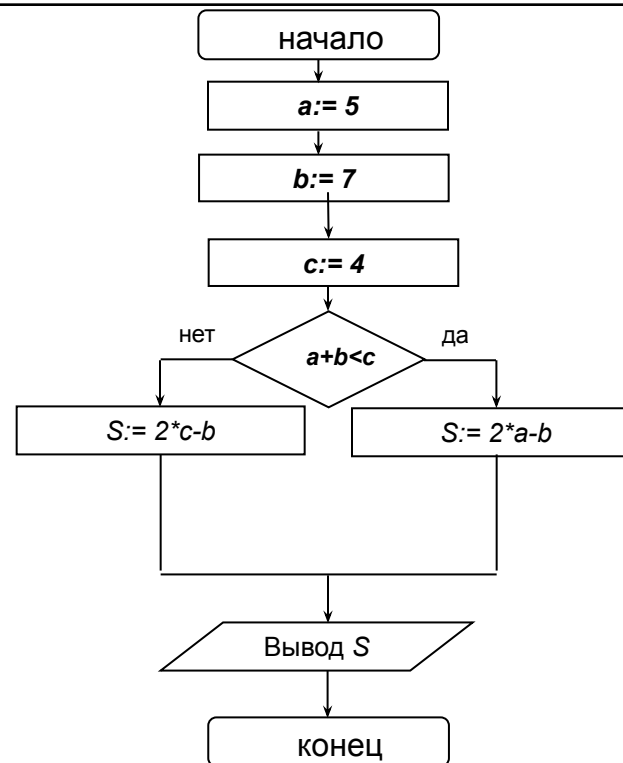 начало
a:= 5
b:= 7
c:= 4
нет
a+b<c
да
S:= 2*c-b
S:= 2*a-b
Вывод S
конец